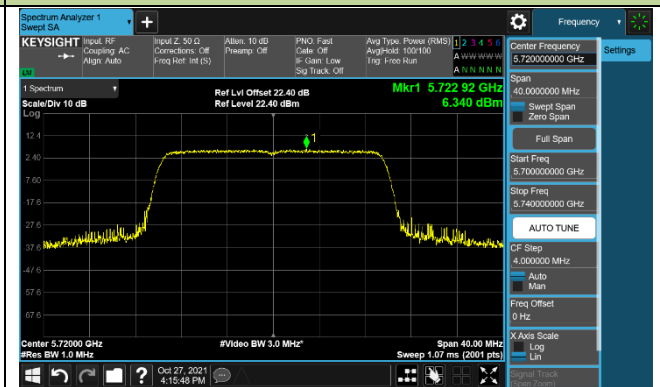 Spectrum Analyzer 1
Swept SA
+
Frequency
KEYSIGHT
Input: RF
Coupling: AC
Align: Auto
Input Z: 50 Ω
Corrections: Off
Freq Ref: Int (S)
Atten: 10 dB
Preamp: Off
PNO: Fast
Gate: Off
IF Gain: Low
Sig Track: Off
Avg Type: Power (RMS)
Avg|Hold: 100/100
Trig: Free Run
1 2 3 4 5 6
A W W W W W
A N N N N N
LXI
1 Spectrum
Scale/Div 10 dB
Log
Ref Lvl Offset 22.40 dB
Ref Level 22.40 dBm
Mkr1 5.722 92 GHz
6.340 dBm
1
12.4
2.40
-7.60
-17.6
-27.6
-37.6
-47.6
-57.6
-67.6
Center 5.72000 GHz
#Res BW 1.0 MHz
#Video BW 3.0 MHz*
Span 40.00 MHz
Sweep 1.07 ms (2001 pts)
Center Frequency
5.720000000 GHz
Settings
Span
40.0000000 MHz
Swept Span
Zero Span
Full Span
Start Freq
5.700000000 GHz
Stop Freq
5.740000000 GHz
AUTO TUNE
CF Step
4.000000 MHz
Auto
Man
Freq Offset
0 Hz
X Axis Scale
Log
Lin
Signal Track
(Span Zoom)
?
Oct 27, 2021
4:15:48 PM